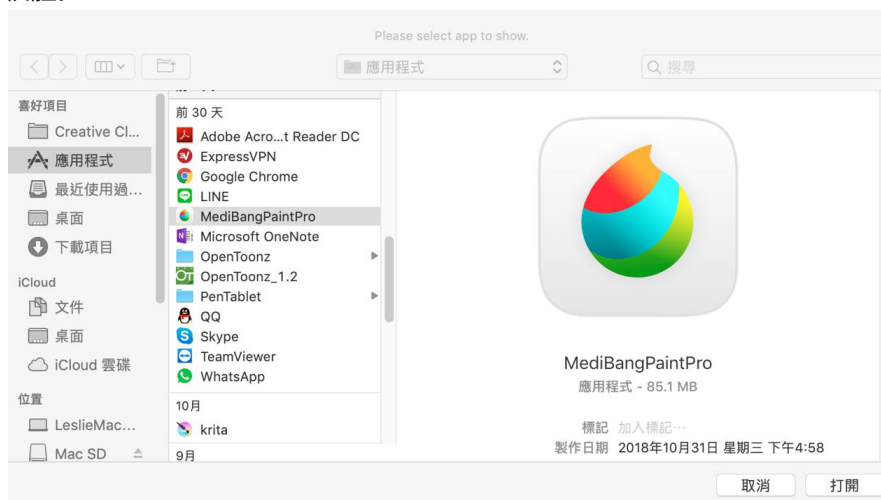 Please select app to show.
應用程式
搜尋
喜好項目
Creative Cl...
應用程式
最近使用過...
桌面
下載項目
iCloud
文件
桌面
iCloud 雲碟
位置
LeslieMac...
Mac SD
前 30 天
Adobe Acro...t Reader DC
ExpressVPN
Google Chrome
LINE
MediBangPaintPro
Microsoft OneNote
OpenToonz
OpenToonz_1.2
PenTablet
QQ
Skype
TeamViewer
WhatsApp
10月
krita
9月
MediBangPaintPro
應用程式 - 85.1 MB
標記 加入標記⋯
製作日期 2018年10月31日 星期三 下午4:58
取消
打開